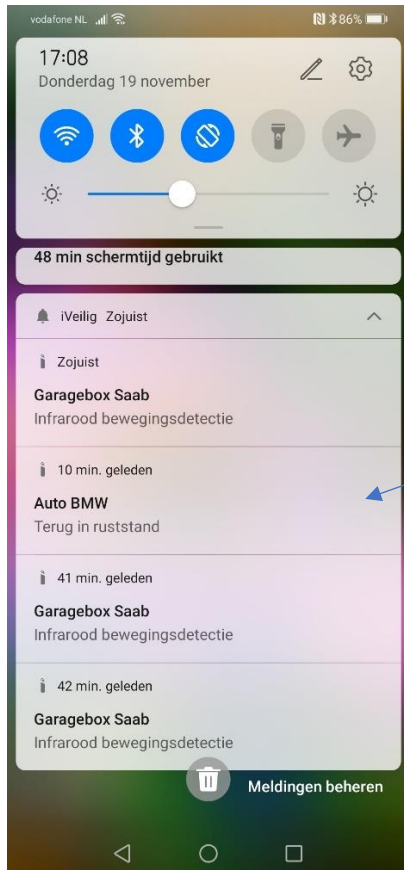 vodafone NL 86%
17:08
Donderdag 19 november
48 min schermtijd gebruikt
iVeilig Zojuist
Zojuist
Garagebox Saab
Infrarood bewegingsdetectie
10 min. geleden
Auto BMW
Terug in ruststand
41 min. geleden
Garagebox Saab
Infrarood bewegingsdetectie
42 min. geleden
Garagebox Saab
Infrarood bewegingsdetectie
Meldingen beheren